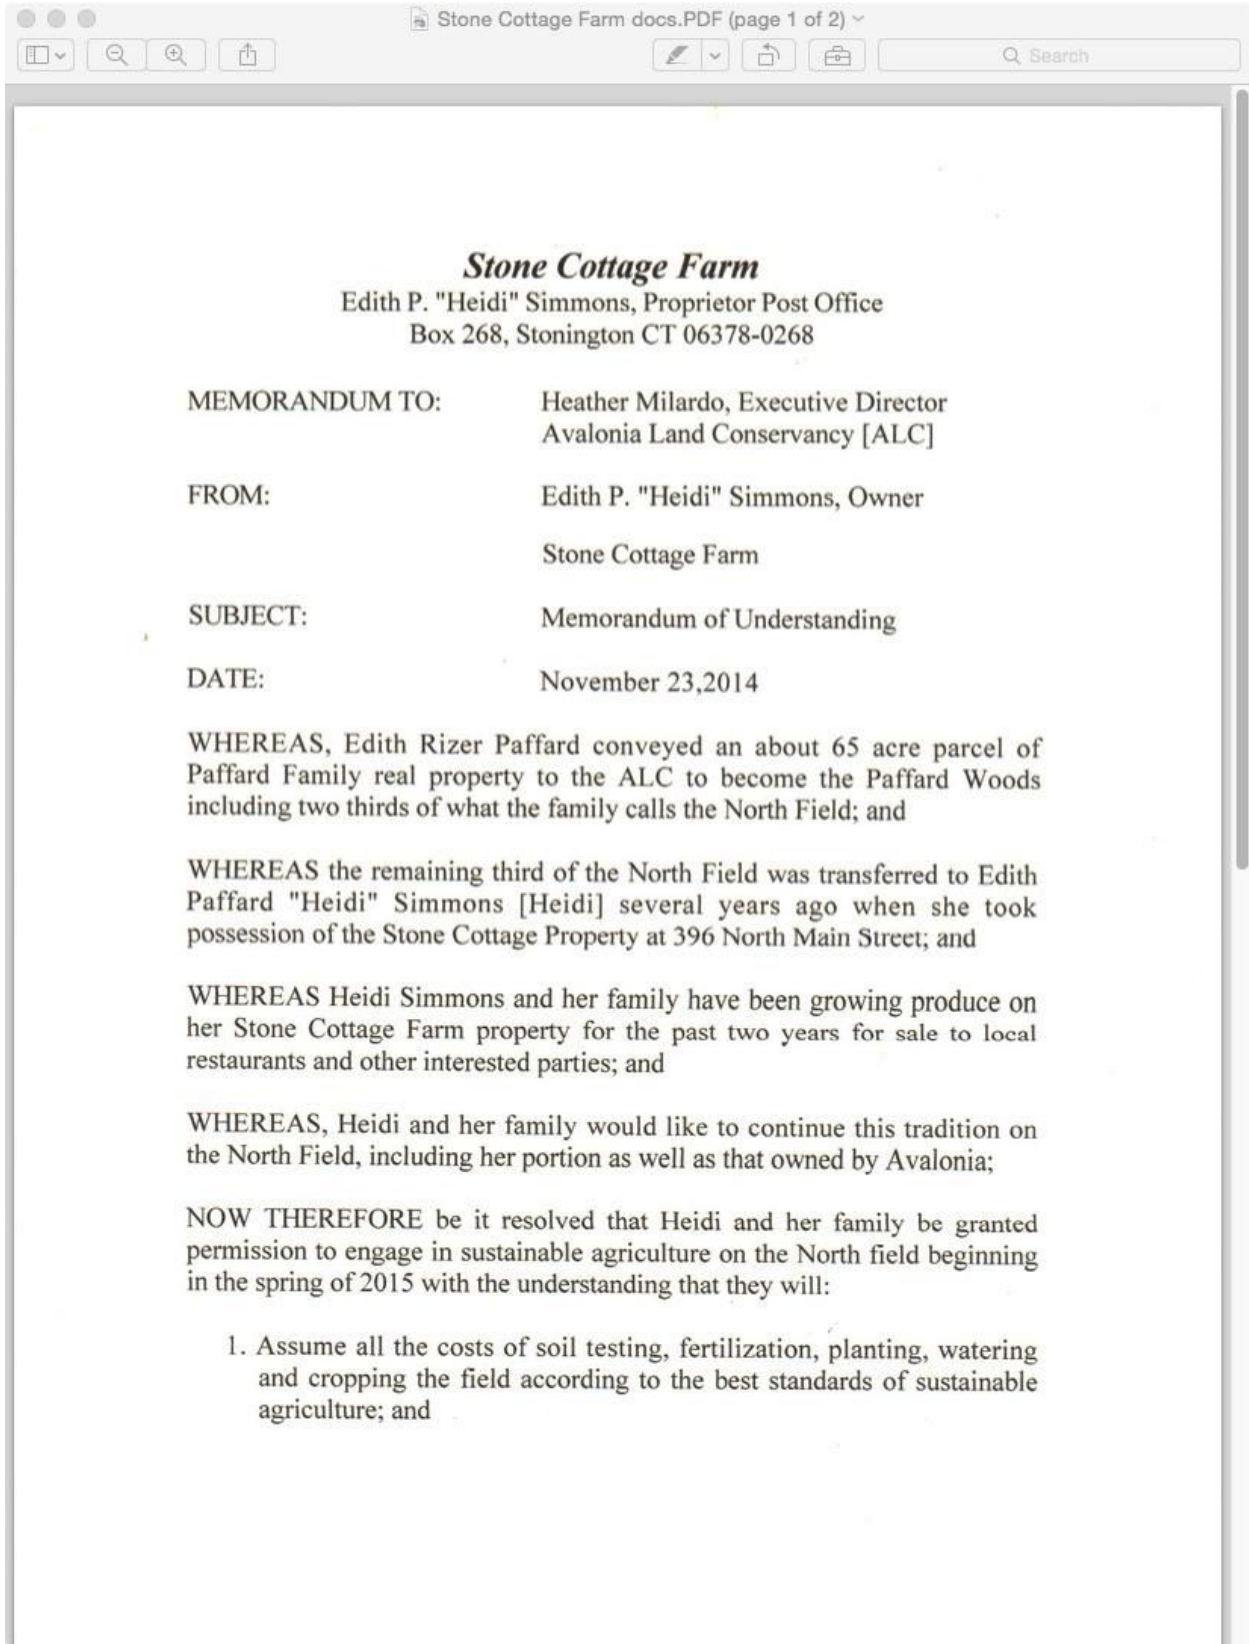 Stone Cottage Farm docs.PDF (page 1 of 2)
Search
Stone Cottage Farm
Edith P. "Heidi" Simmons, Proprietor Post Office
Box 268, Stonington CT 06378-0268
MEMORANDUM TO: Heather Milardo, Executive Director
Avalonia Land Conservancy [ALC]
FROM: Edith P. "Heidi" Simmons, Owner
Stone Cottage Farm
SUBJECT: Memorandum of Understanding
DATE: November 23,2014
WHEREAS, Edith Rizer Paffard conveyed an about 65 acre parcel of
Paffard Family real property to the ALC to become the Paffard Woods
including two thirds of what the family calls the North Field; and
WHEREAS the remaining third of the North Field was transferred to Edith
Paffard "Heidi" Simmons [Heidi] several years ago when she took
possession of the Stone Cottage Property at 396 North Main Street; and
WHEREAS Heidi Simmons and her family have been growing produce on
her Stone Cottage Farm property for the past two years for sale to local
restaurants and other interested parties; and
WHEREAS, Heidi and her family would like to continue this tradition on
the North Field, including her portion as well as that owned by Avalonia;
NOW THEREFORE be it resolved that Heidi and her family be granted
permission to engage in sustainable agriculture on the North field beginning
in the spring of 2015 with the understanding that they will:
1. Assume all the costs of soil testing, fertilization, planting, watering
and cropping the field according to the best standards of sustainable
agriculture; and